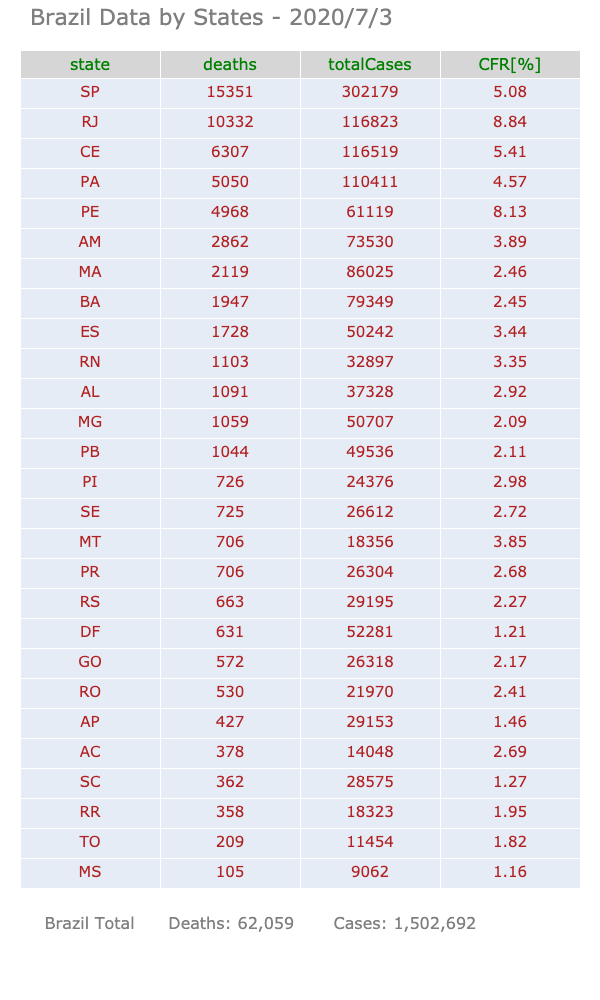 Brazil Data by States - 2020/7/3
state deaths totalCases CFR[%]
SP 15351 302179 5.08
RJ 10332 116823 8.84
CE 6307 116519 5.41
PA 5050 110411 4.57
PE 4968 61119 8.13
AM 2862 73530 3.89
MA 2119 86025 2.46
BA 1947 79349 2.45
ES 1728 50242 3.44
RN 1103 32897 3.35
AL 1091 37328 2.92
MG 1059 50707 2.09
PB 1044 49536 2.11
PI 726 24376 2.98
SE 725 26612 2.72
MT 706 18356 3.85
PR 706 26304 2.68
RS 663 29195 2.27
DF 631 52281 1.21
GO 572 26318 2.17
RO 530 21970 2.41
AP 427 29153 1.46
AC 378 14048 2.69
SC 362 28575 1.27
RR 358 18323 1.95
TO 209 11454 1.82
MS 105 9062 1.16
Brazil Total Deaths: 62,059 Cases: 1,502,692